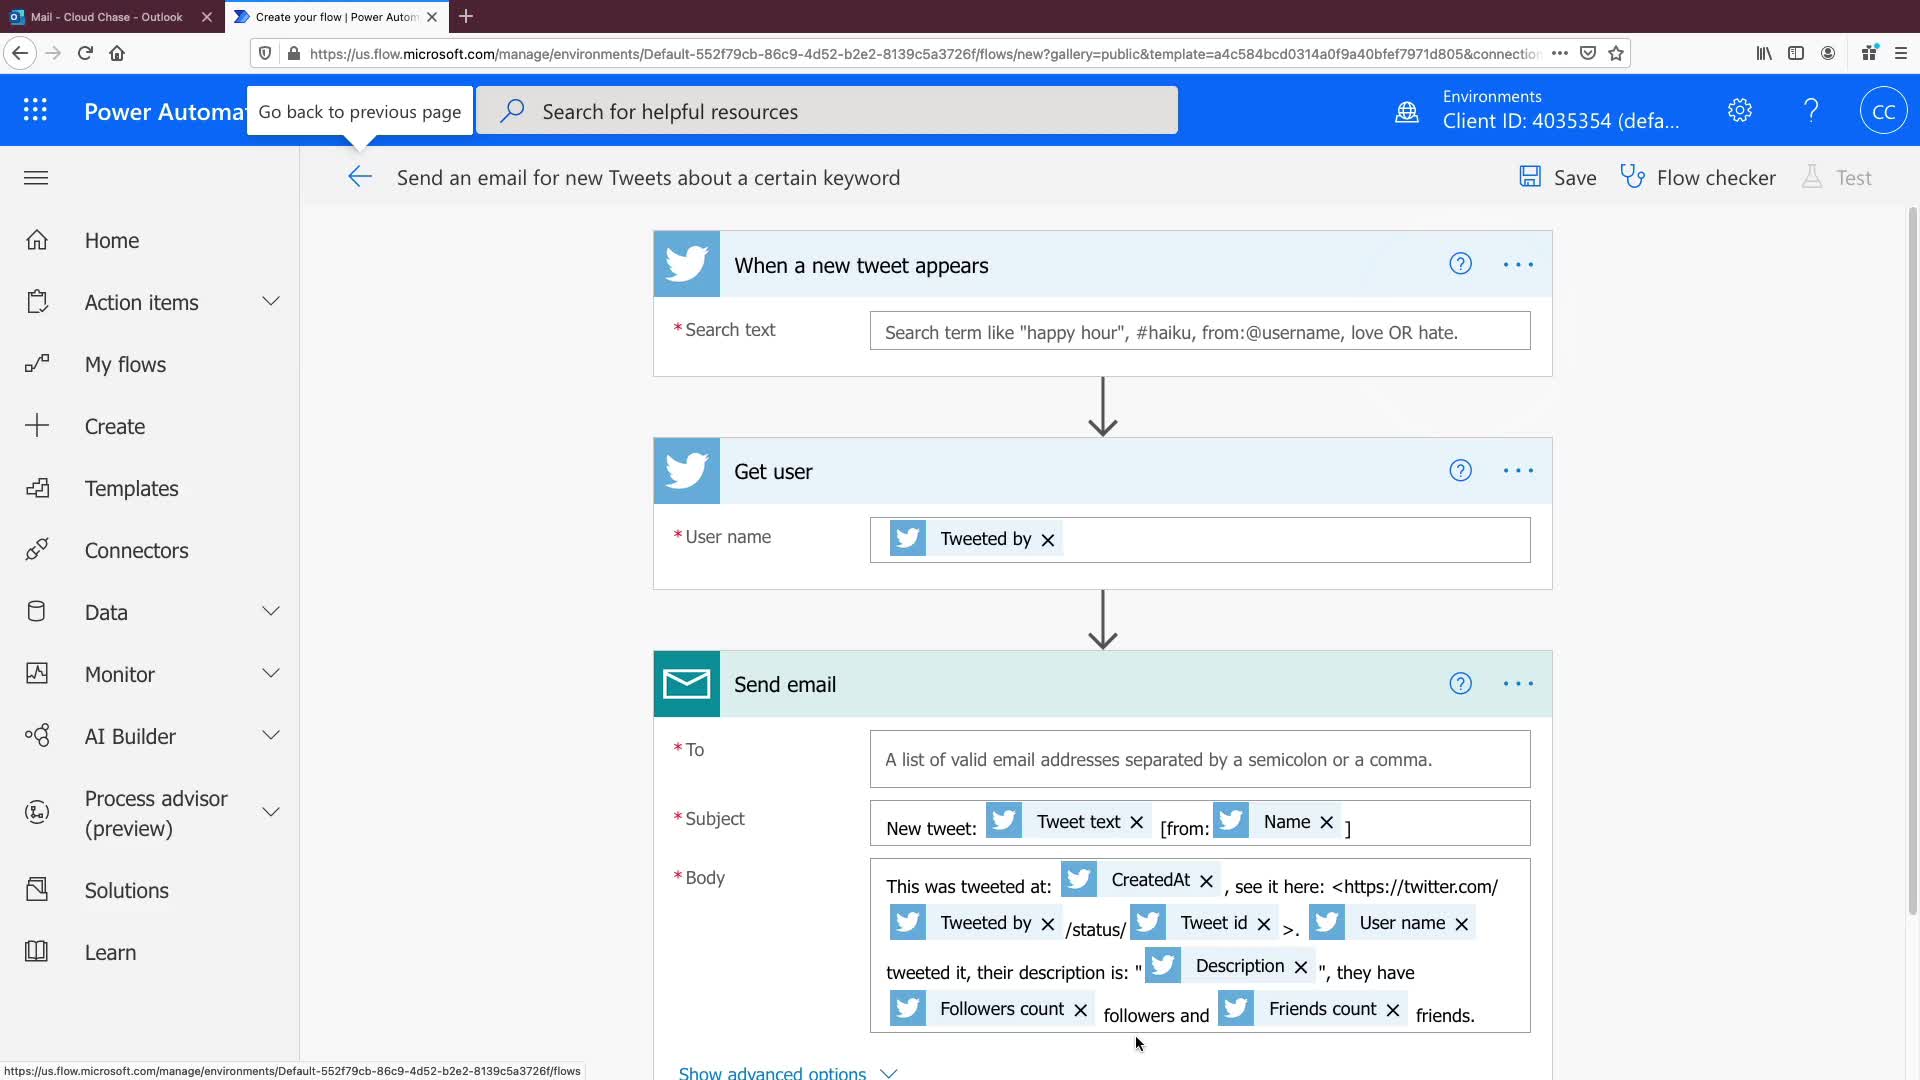 Mail - Cloud Chase - Outlook
Create your flow | Power Autom
https://us.flow.microsoft.com/manage/environments/Default-552f79cb-86c9-4d52-b2e2-8139c5a3726f/flows/new?gallery=public&template=a4c584bcd0314a0f9a40bfef7971d805&connection
Power Automa
Go back to previous page
Search for helpful resources
Environments
Client ID: 4035354 (defa...
CC
Send an email for new Tweets about a certain keyword
Save
Flow checker
Test
Home
Action items
My flows
Create
Templates
Connectors
Data
Monitor
AI Builder
Process advisor
(preview)
Solutions
Learn
When a new tweet appears
* Search text
Search term like "happy hour", #haiku, from:@username, love OR hate.
Get user
* User name
Tweeted by
Send email
* To
A list of valid email addresses separated by a semicolon or a comma.
* Subject
New tweet: Tweet text [from: Name ]
* Body
This was tweeted at: CreatedAt , see it here: <https://twitter.com/
Tweeted by /status/ Tweet id >. User name
tweeted it, their description is: " Description ", they have
Followers count followers and Friends count friends.
Show advanced options
https://us.flow.microsoft.com/manage/environments/Default-552f79cb-86c9-4d52-b2e2-8139c5a3726f/flows